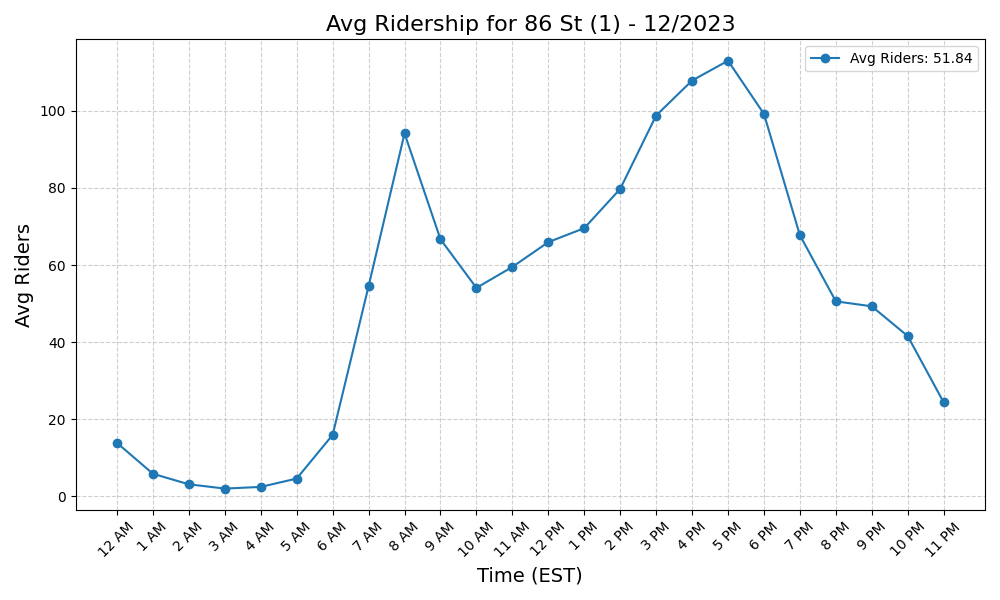 Avg Ridership for 86 St (1) - 12/2023
Avg Riders: 51.84
Avg Riders
100
80
60
40
20
0
12 AM
1 AM
2 AM
3 AM
4 AM
5 AM
6 AM
7 AM
8 AM
9 AM
10 AM
11 AM
12 PM
1 PM
2 PM
3 PM
4 PM
5 PM
6 PM
7 PM
8 PM
9 PM
10 PM
11 PM
Time (EST)